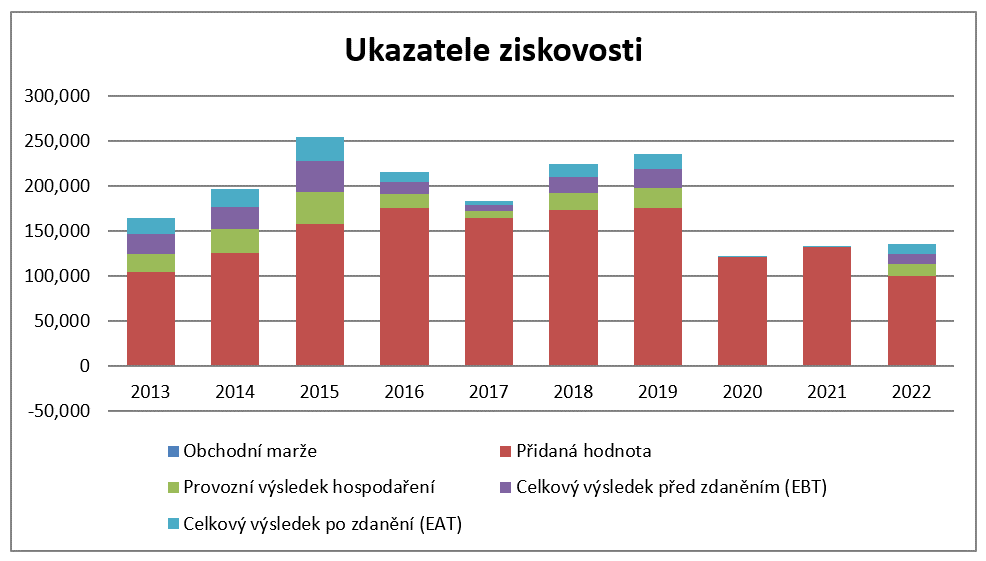 Ukazatele ziskovosti
300,000
250,000
200,000
150,000
100,000
50,000
0
-50,000
2013 2014 2015 2016 2017 2018 2019 2020 2021 2022
Obchodní marže Přidaná hodnota
Provozní výsledek hospodaření Celkový výsledek před zdaněním (EBT)
Celkový výsledek po zdanění (EAT)